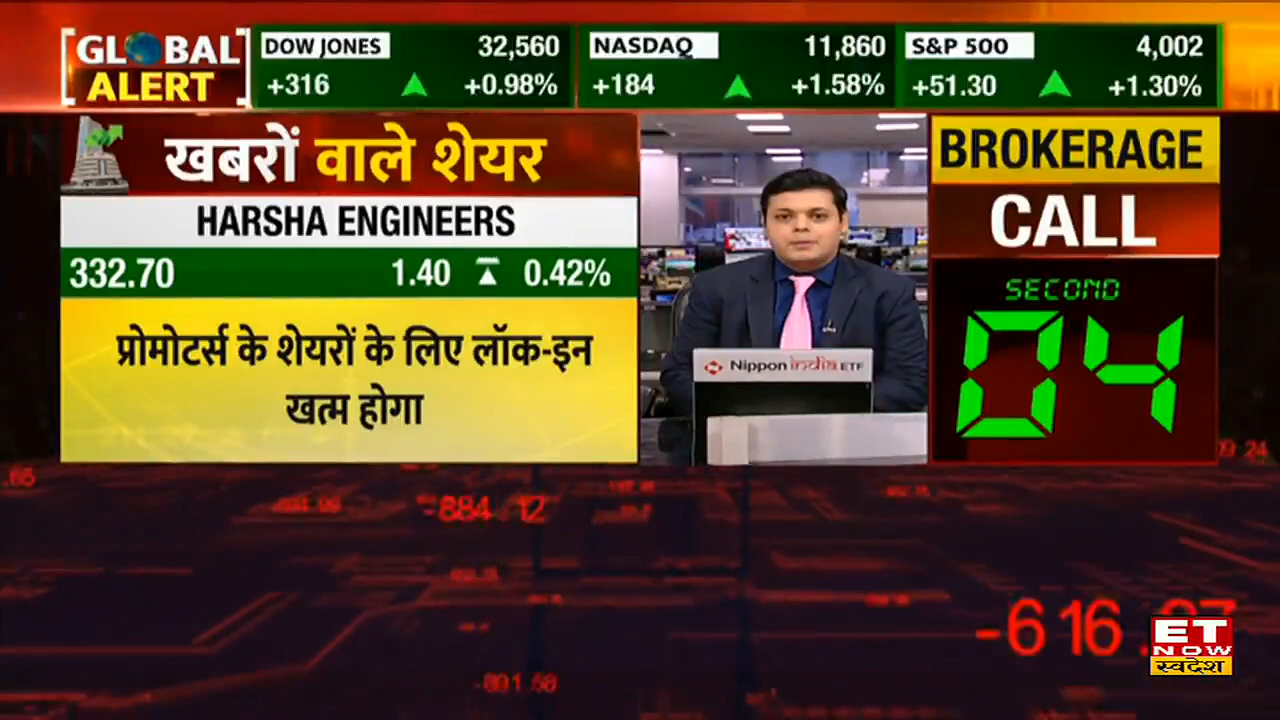 GLOBAL
ALERT
DOW JONES 32,560
+316 +0.98%
NASDAQ 11,860
+184 +1.58%
S&P 500 4,002
+51.30 +1.30%
खबरों वाले शेयर
HARSHA ENGINEERS
332.70 1.40 0.42%
प्रोमोटर्स के शेयरों के लिए लॉक-इन
खत्म होगा
Nippon india ETF
BROKERAGE
CALL
SECOND
04
-884.12
ET
NOW
स्वदेश